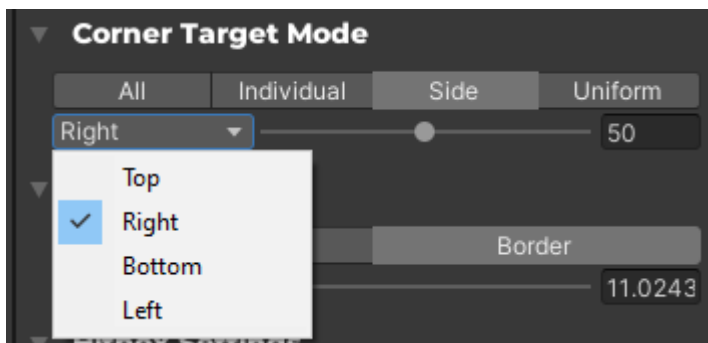 Corner Target Mode
All Individual Side Uniform
Right 50
Top
Right
Bottom
Left
Border
11.0243